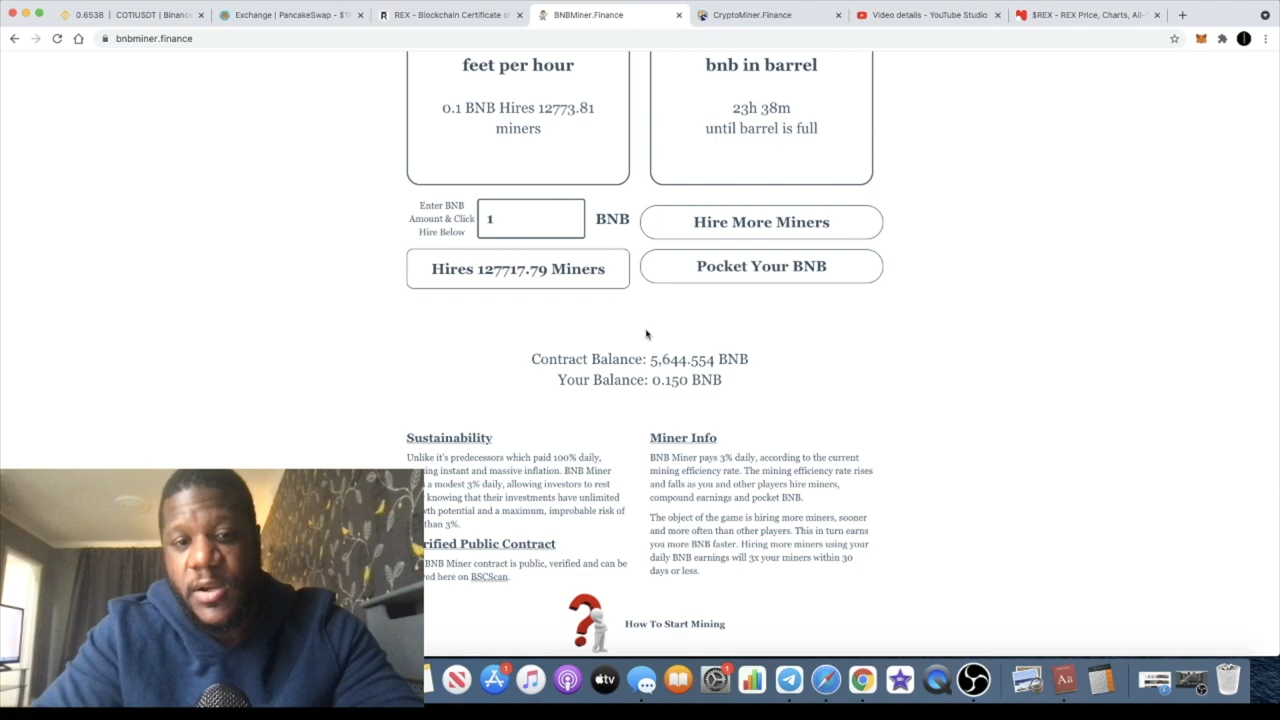 0.6538 | COTIUSDT | Binanc
Exchange | PancakeSwap - $1
REX - Blockchain Certificate of
BNBMiner.Finance
CryptoMiner.Finance
Video details - YouTube Studio
$REX - REX Price, Charts, All-
bnbminer.finance
feet per hour
0.1 BNB Hires 12773.81
miners
bnb in barrel
23h 38m
until barrel is full
Enter BNB
Amount & Click
Hire Below
1
BNB
Hires 127717.79 Miners
Hire More Miners
Pocket Your BNB
Contract Balance: 5,644.554 BNB
Your Balance: 0.150 BNB
Sustainability
Unlike it's predecessors which paid 100% daily,
ing instant and massive inflation. BNB Miner
a modest 3% daily, allowing investors to rest
knowing that their investments have unlimited
th potential and a maximum, improbable risk of
than 3%.
rified Public Contract
BNB Miner contract is public, verified and can be
ed here on BSCScan.
Miner Info
BNB Miner pays 3% daily, according to the current
mining efficiency rate. The mining efficiency rate rises
and falls as you and other players hire miners,
compound earnings and pocket BNB.
The object of the game is hiring more miners, sooner
and more often than other players. This in turn earns
you more BNB faster. Hiring more miners using your
daily BNB earnings will 3x your miners within 30
days or less.
How To Start Mining
tv